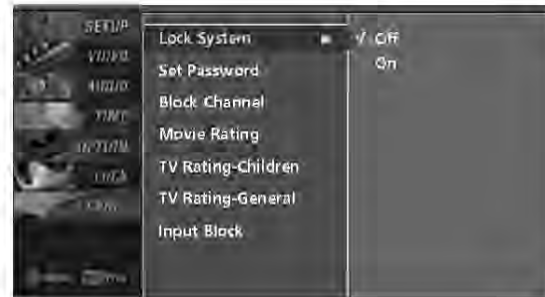 SETUP
VIDEO
AUDIO
TIME
LOCK
Lock System
Set Password
Block Channel
Movie Rating
TV Rating-Children
TV Rating-General
Input Block
√ Off
On